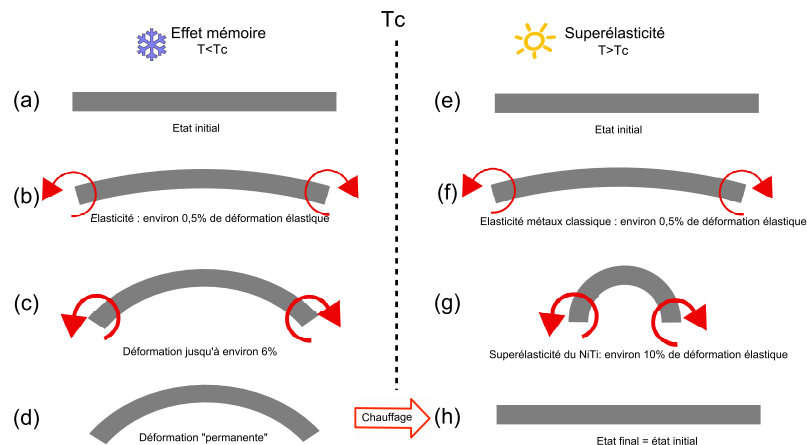 Tc
Effet mémoire
T<Tc
Superélasticité
T>Tc
(a)
Etat initial
(e)
Etat initial
(b)
Elasticité : environ 0,5% de déformation élastique
(f)
Elasticité métaux classique : environ 0,5% de déformation élastique
(c)
Déformation jusqu'à environ 6%
(g)
Superélasticité du NiTi: environ 10% de déformation élastique
(d)
Déformation "permanente"
Chauffage
(h)
Etat final = état initial